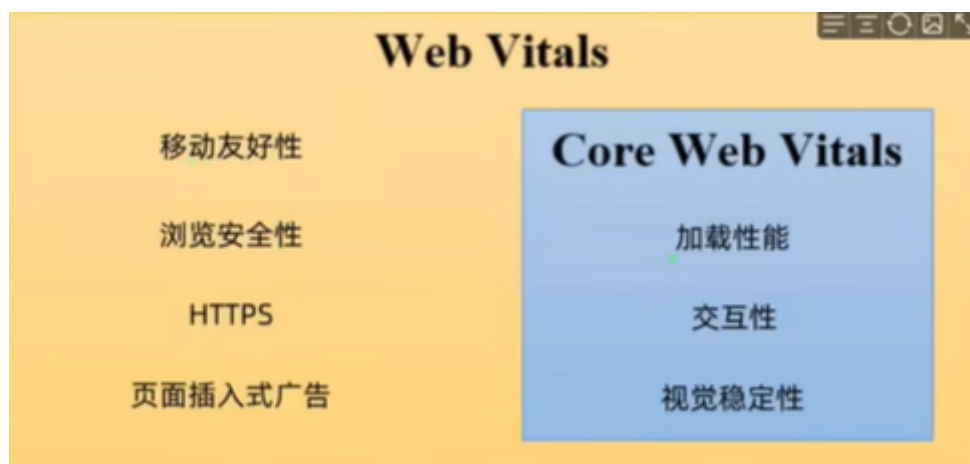 Web Vitals
移动友好性
浏览安全性
HTTPS
页面插入式广告
Core Web Vitals
加载性能
交互性
视觉稳定性